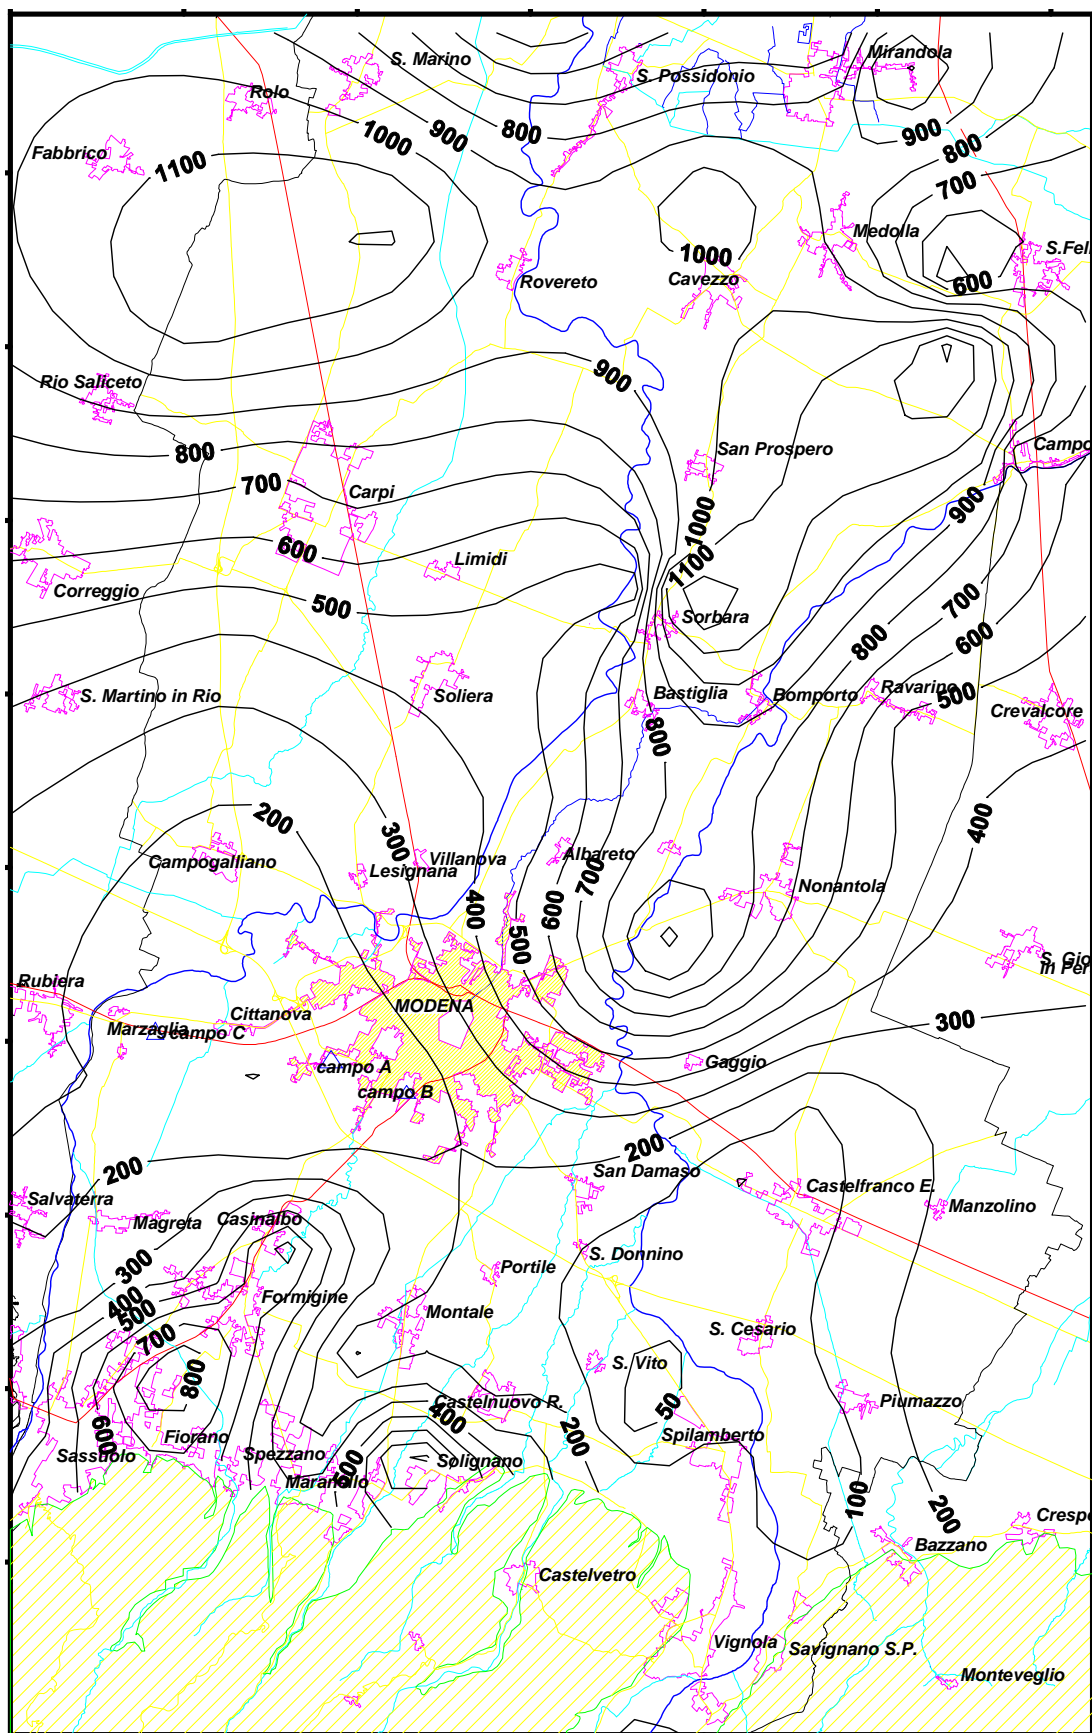 Mirandola
S. Marino
S. Possidonio
Rolo
1000
900
800
900
800
Fabbrico
1100
700
Medolla
S.Fel
1000
Cavezzo
600
Rovereto
900
Rio Saliceto
800
San Prospero
Campo
700
Carpi
900
1000
600
Limidi
1100
Correggio
500
700
Sorbara
800
600
S. Martino in Rio
Soliera
Bastiglia
Bomporto
Ravarino
500
Crevalcore
800
200
300
400
Campogalliano
Villanova
Albareto
Lesignana
700
Nonantola
400
600
500
S. Gio
in Per
Rubiera
MODENA
Cittanova
300
Marzaglia
campo C
campo A
Gaggio
campo B
200
200
San Damaso
Salvaterra
Castelfranco E.
Magreta
Casinalbo
Manzolino
300
S. Donnino
Portile
400
500
Formigine
Montale
700
S. Cesario
800
S. Vito
Castelnuovo R.
50
Piumazzo
400
200
600
Fiorano
Spilamberto
Sassuolo
Spezzano
Solignano
Maranello
100
200
Crespe
Bazzano
Castelvetro
Vignola
Savignano S.P.
Monteveglio